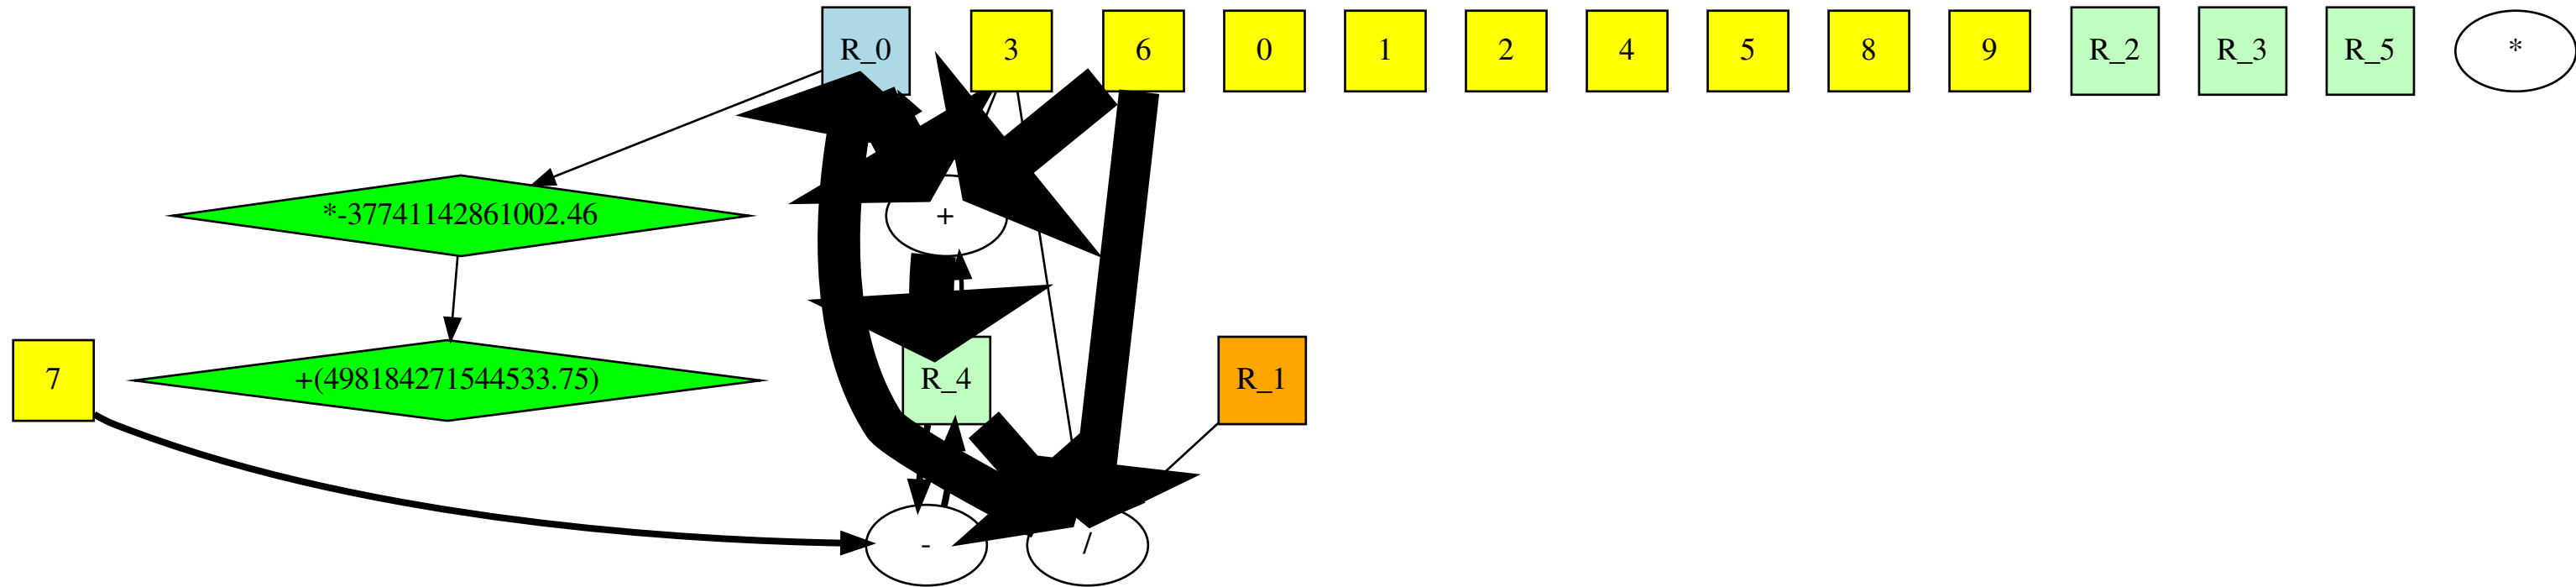 R_0 3 6 0 1 2 4 5 8 9 R_2 R_3 R_5 *
*-37741142861002.46 +
7 +(498184271544533.75) R_4 R_1
- /